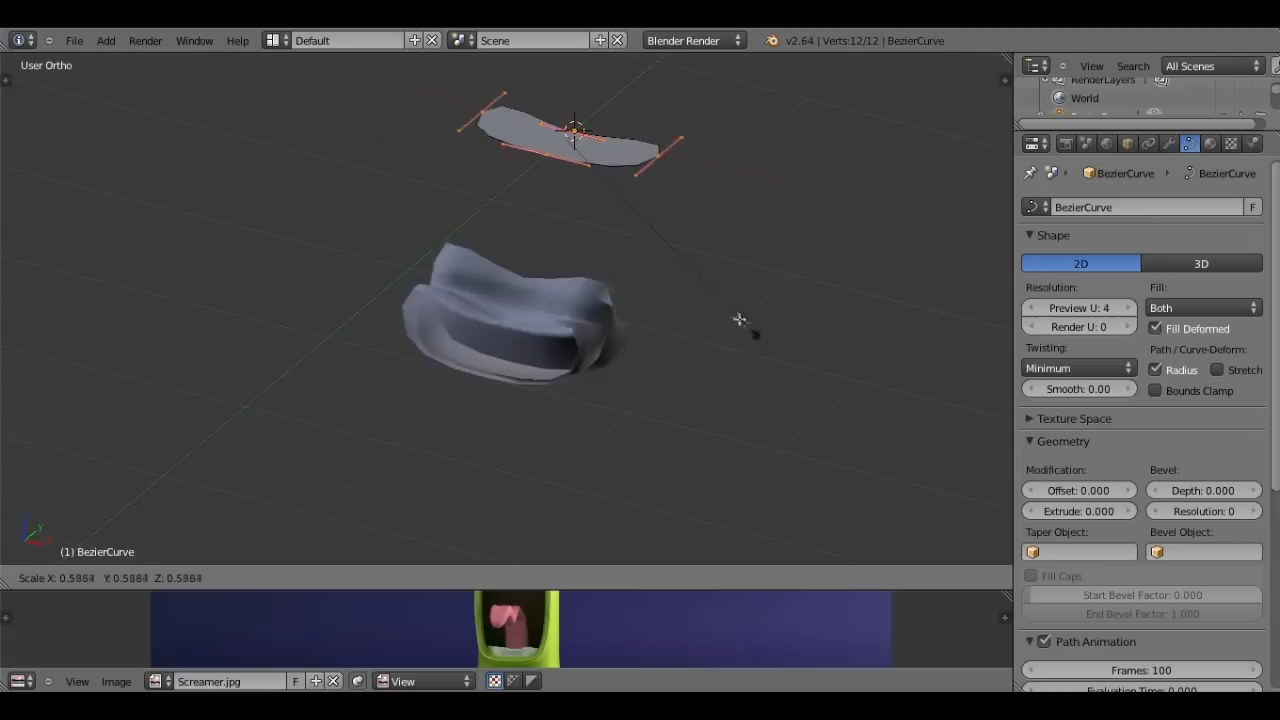 File Add Render Window Help Default Scene Blender Render v2.64 | Verts:12/12 | BezierCurve
User Ortho
View Search All Scenes
RenderLayers
World
BezierCurve BezierCurve
BezierCurve F
Shape
2D 3D
Resolution: Fill:
Preview U: 4 Both
Render U: 0 Fill Deformed
Twisting: Path / Curve-Deform:
Minimum Radius Stretch
Smooth: 0.00 Bounds Clamp
Texture Space
Geometry
Modification: Bevel:
Offset: 0.000 Depth: 0.000
Extrude: 0.000 Resolution: 0
Taper Object: Bevel Object:
Fill Caps
Start Bevel Factor: 0.000
End Bevel Factor: 1.000
Path Animation
Frames: 100
Evaluation Time: 0.000
(1) BezierCurve
Scale X: 0.5864 Y: 0.5864 Z: 0.5864
View Image Screamer.jpg F View